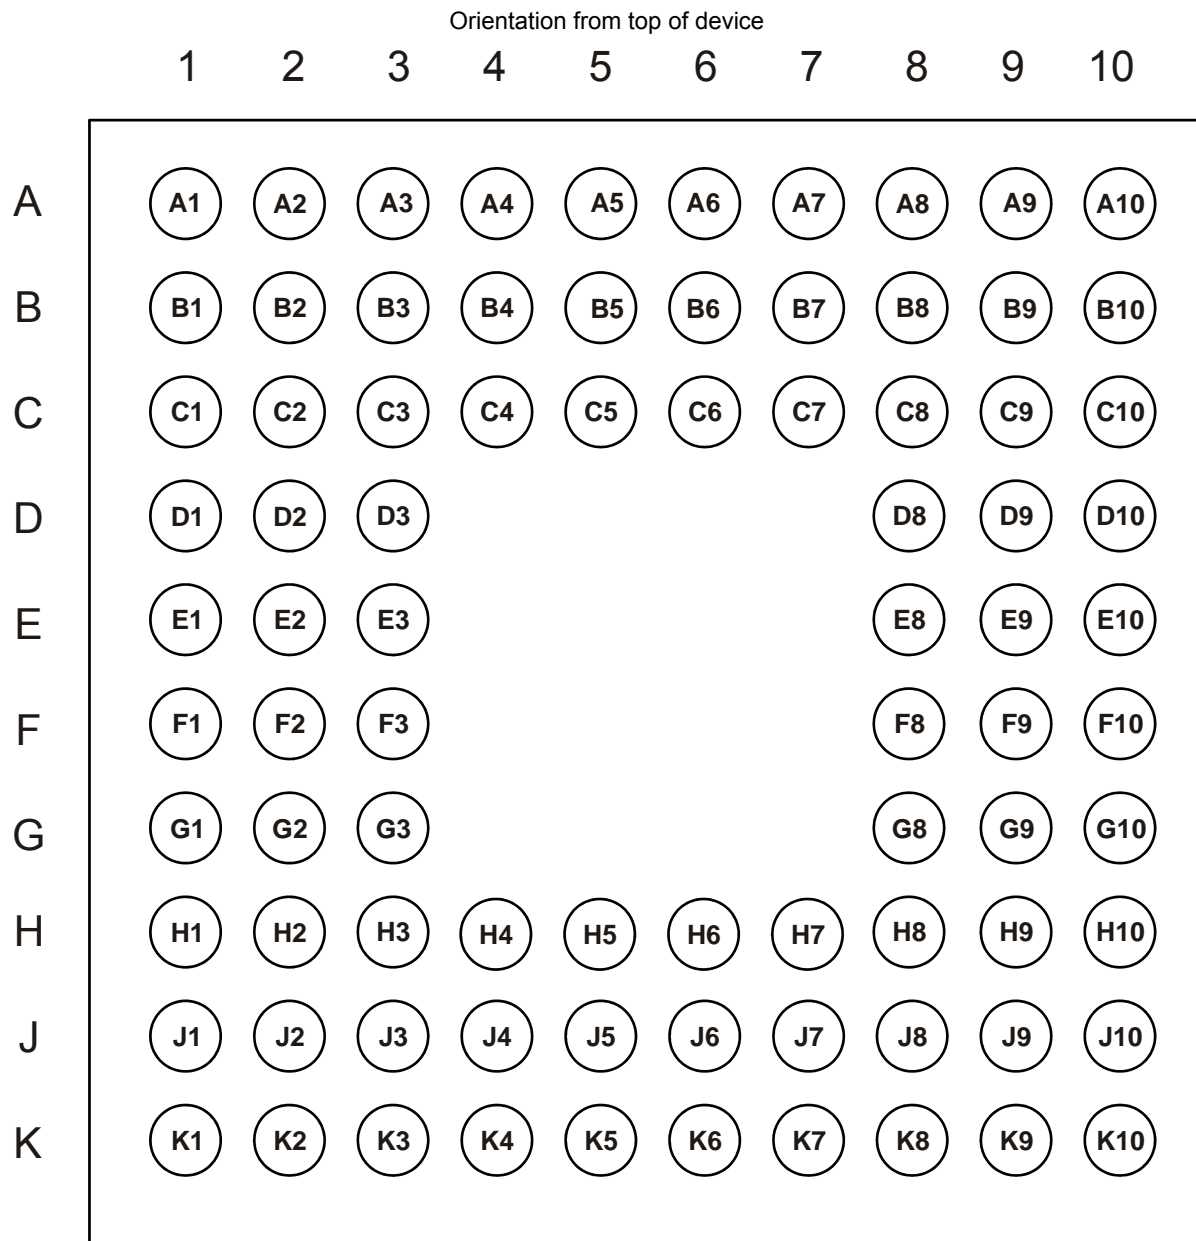 Orientation from top of device
1 2 3 4 5 6 7 8 9 10
A A1 A2 A3 A4 A5 A6 A7 A8 A9 A10
B B1 B2 B3 B4 B5 B6 B7 B8 B9 B10
C C1 C2 C3 C4 C5 C6 C7 C8 C9 C10
D D1 D2 D3 D8 D9 D10
E E1 E2 E3 E8 E9 E10
F F1 F2 F3 F8 F9 F10
G G1 G2 G3 G8 G9 G10
H H1 H2 H3 H4 H5 H6 H7 H8 H9 H10
J J1 J2 J3 J4 J5 J6 J7 J8 J9 J10
K K1 K2 K3 K4 K5 K6 K7 K8 K9 K10